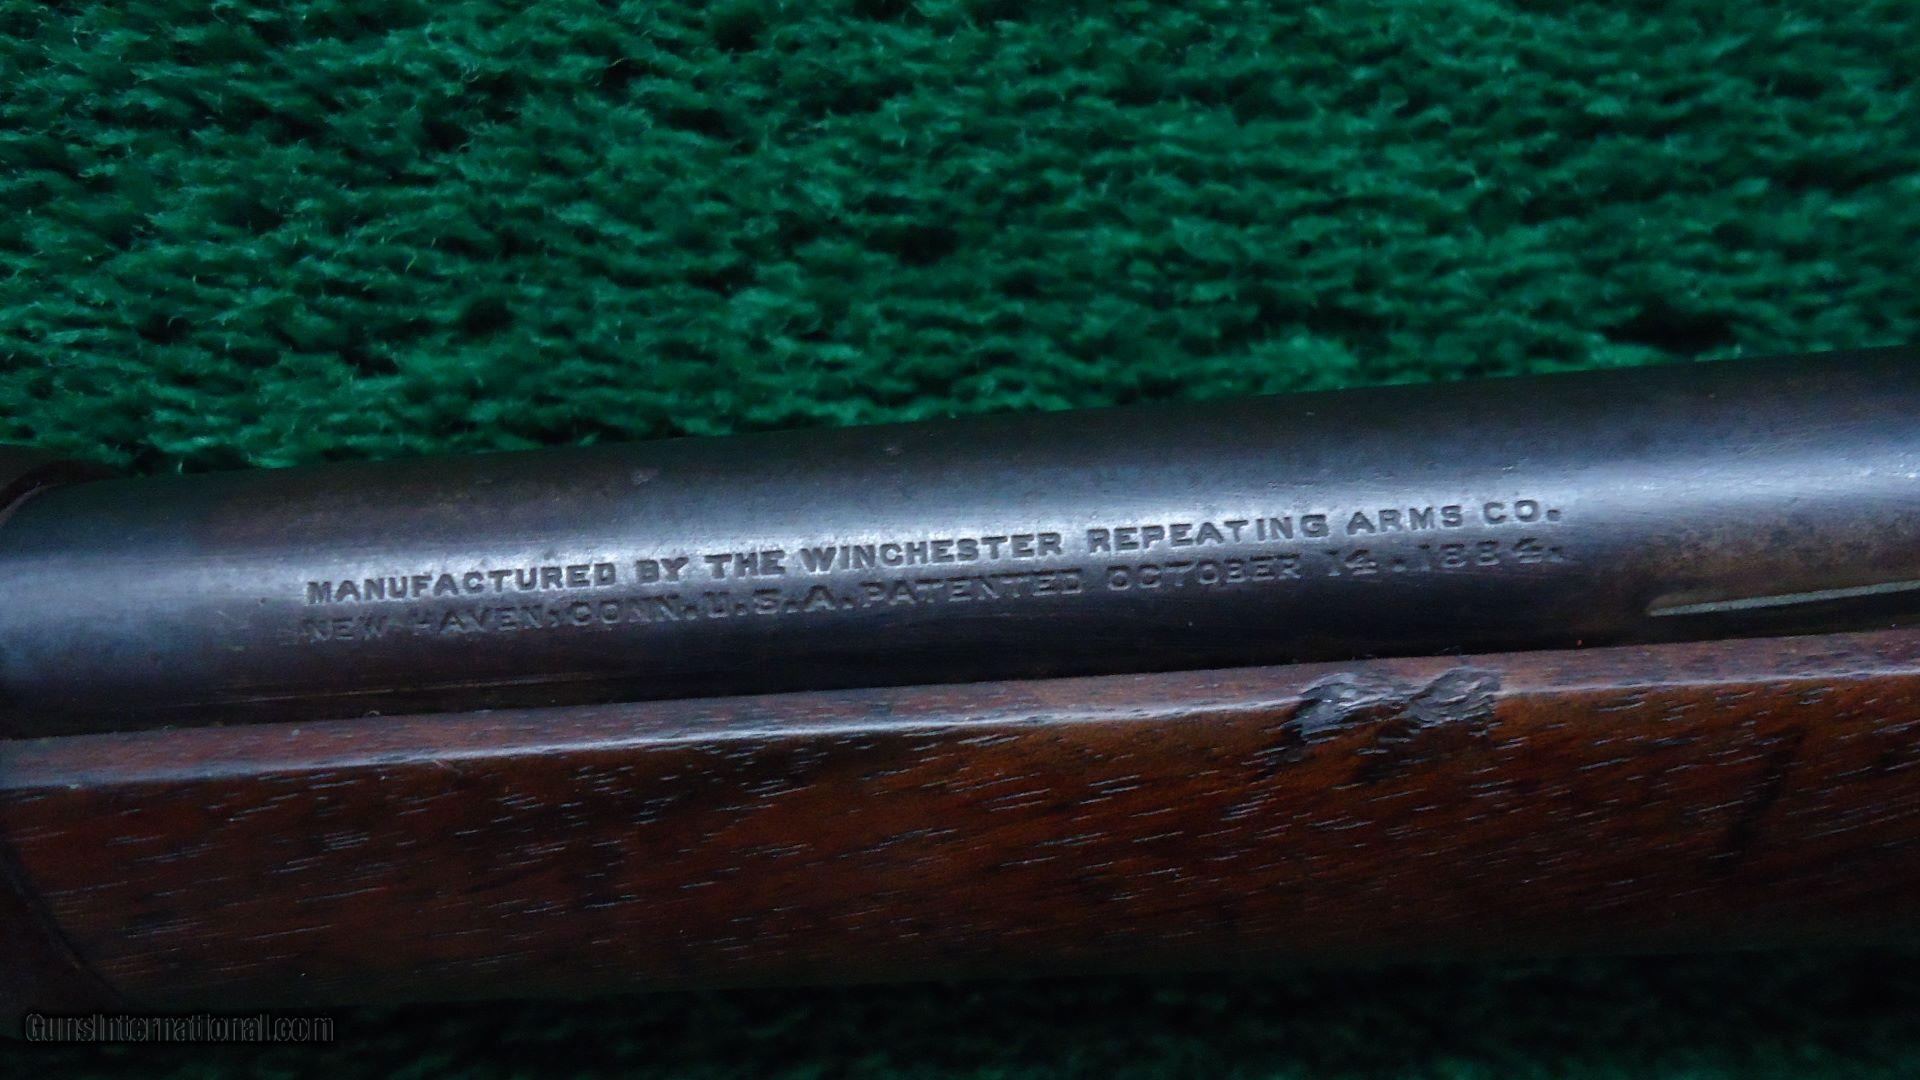 MANUFACTURED BY THE WINCHESTER REPEATING ARMS CO.
NEW HAVEN, CONN. U.S.A. PATENTED OCTOBER 14.1884.
GunsInternational.com